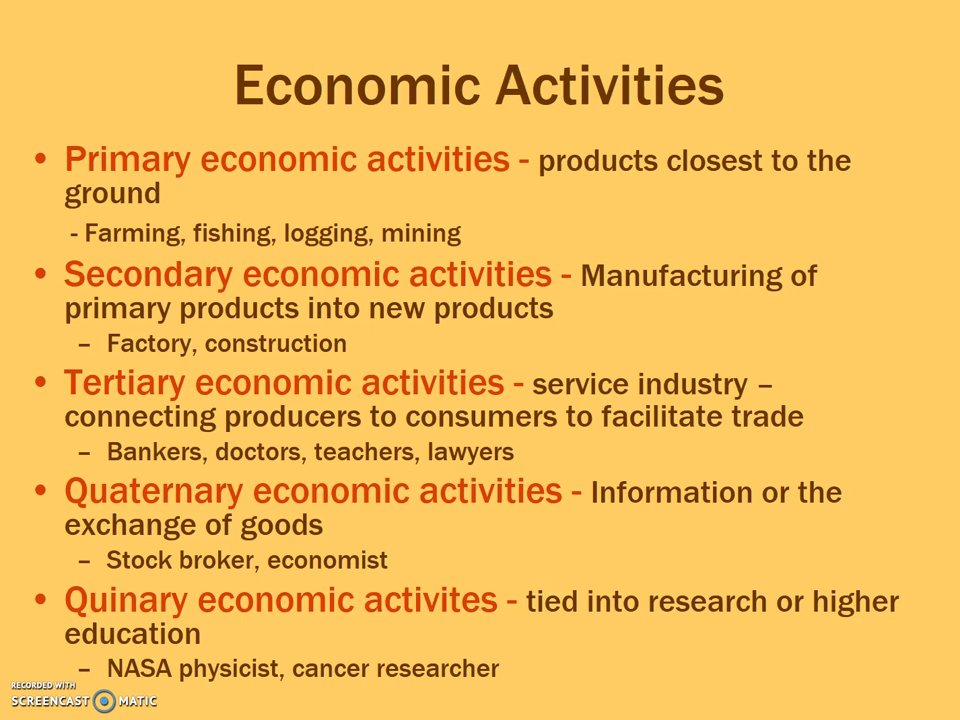 Economic Activities
• Primary economic activities - products closest to the
ground
- Farming, fishing, logging, mining
• Secondary economic activities - Manufacturing of
primary products into new products
– Factory, construction
• Tertiary economic activities - service industry –
connecting producers to consumers to facilitate trade
– Bankers, doctors, teachers, lawyers
• Quaternary economic activities - Information or the
exchange of goods
– Stock broker, economist
• Quinary economic activites - tied into research or higher
education
– NASA physicist, cancer researcher
RECORDED WITH
SCREENCAST MATIC